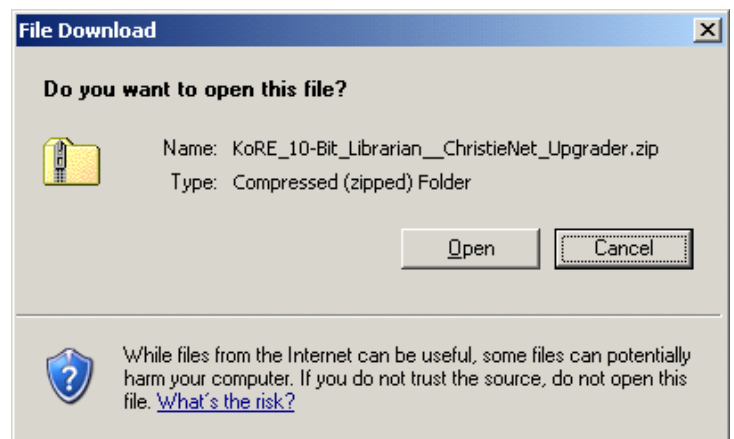 File Download
Do you want to open this file?
Name: KoRE_10-Bit_Librarian__ChristieNet_Upgrader.zip
Type: Compressed (zipped) Folder
Open Cancel
While files from the Internet can be useful, some files can potentially
harm your computer. If you do not trust the source, do not open this
file. What's the risk?